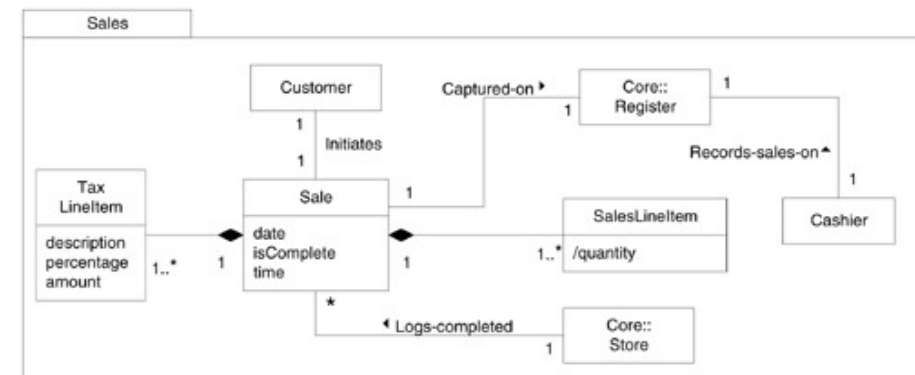 Sales
Customer
1
Initiates
1
Captured-on
1
1
Core::
Register
1
Records-sales-on
1
Cashier
Tax
LineItem
description
percentage
amount
1..*
1
Sale
date
isComplete
time
1
1..*
SalesLineItem
/quantity
*
Logs-completed
1
Core::
Store